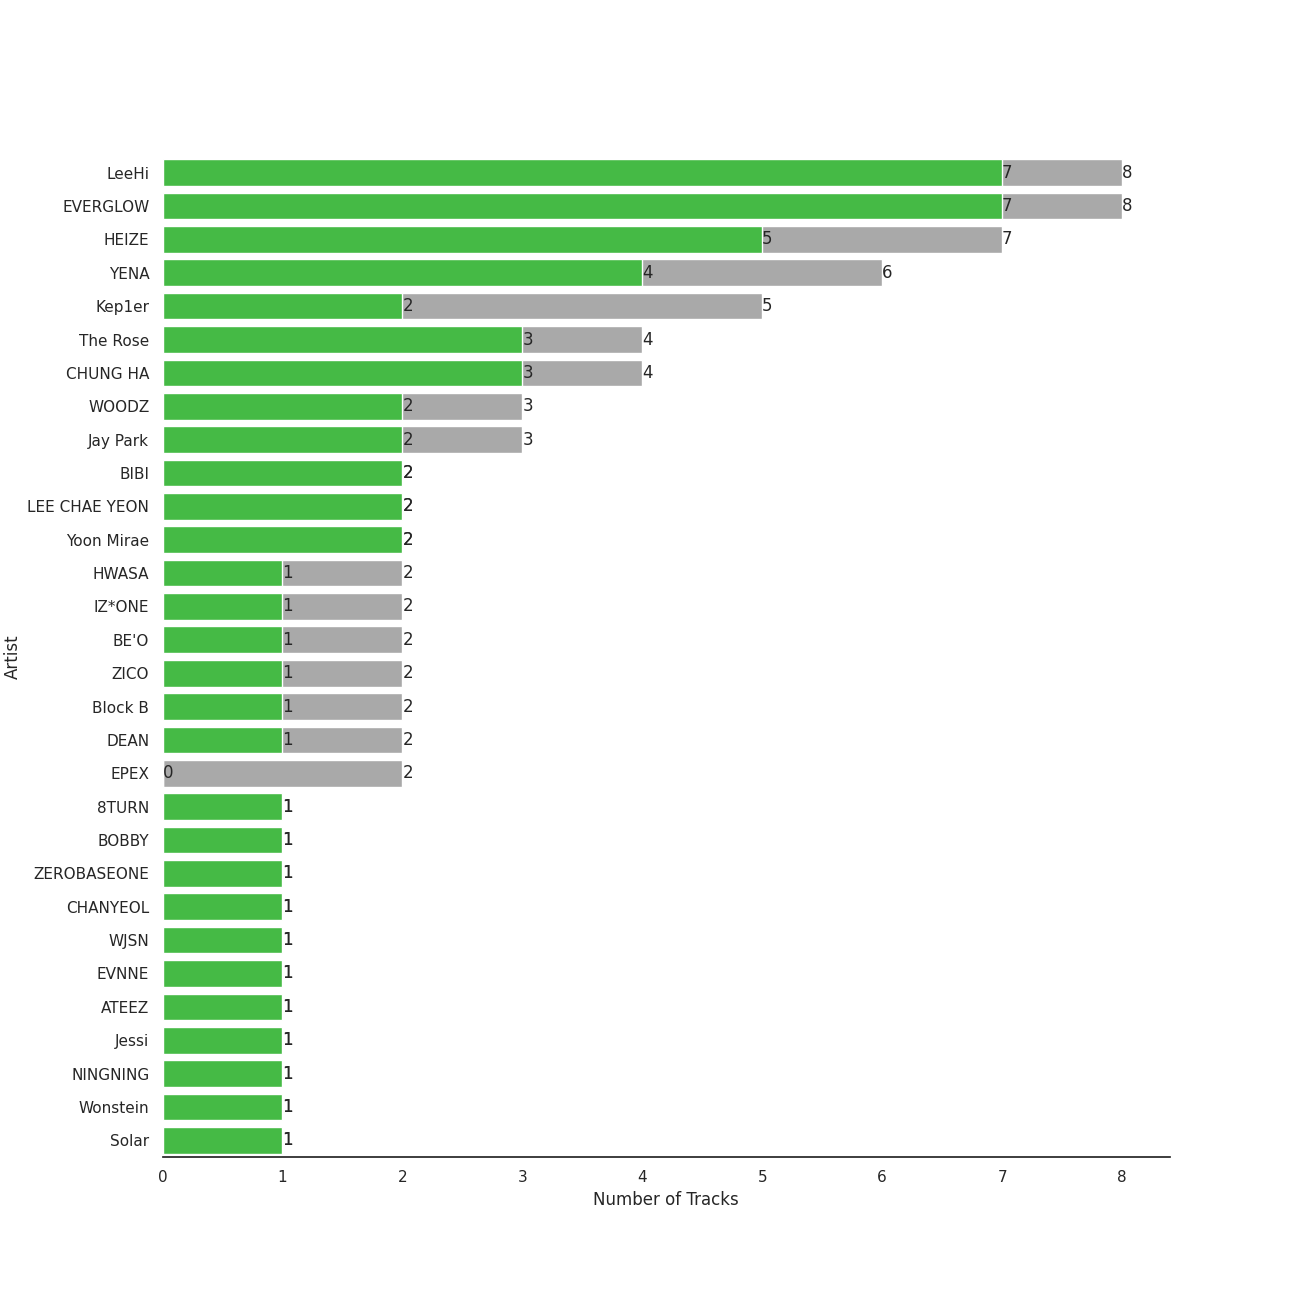 LeeHi 7 8
EVERGLOW 7 8
HEIZE 5 7
YENA 4 6
Kep1er 2 5
The Rose 3 4
CHUNG HA 3 4
WOODZ 2 3
Jay Park 2 3
BIBI 2
LEE CHAE YEON 2
Yoon Mirae 2
HWASA 1 2
IZ*ONE 1 2
BE'O 1 2
ZICO 1 2
Block B 1 2
DEAN 1 2
EPEX 0 2
8TURN 1
BOBBY 1
ZEROBASEONE 1
CHANYEOL 1
WJSN 1
EVNNE 1
ATEEZ 1
Jessi 1
NINGNING 1
Wonstein 1
Solar 1
Artist
0 1 2 3 4 5 6 7 8
Number of Tracks